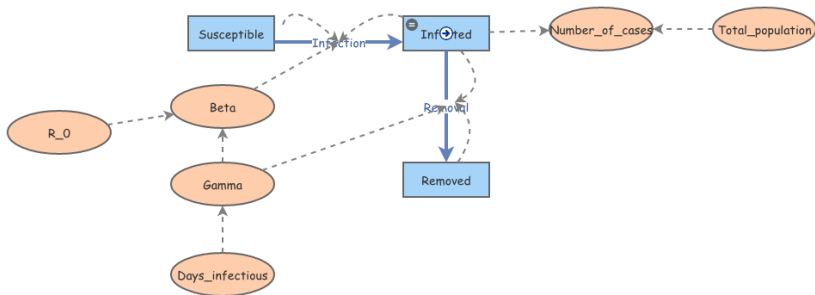 Susceptible
Infection
Infected
Number_of_cases
Total_population
Beta
R_0
Removal
Gamma
Removed
Days_infectious